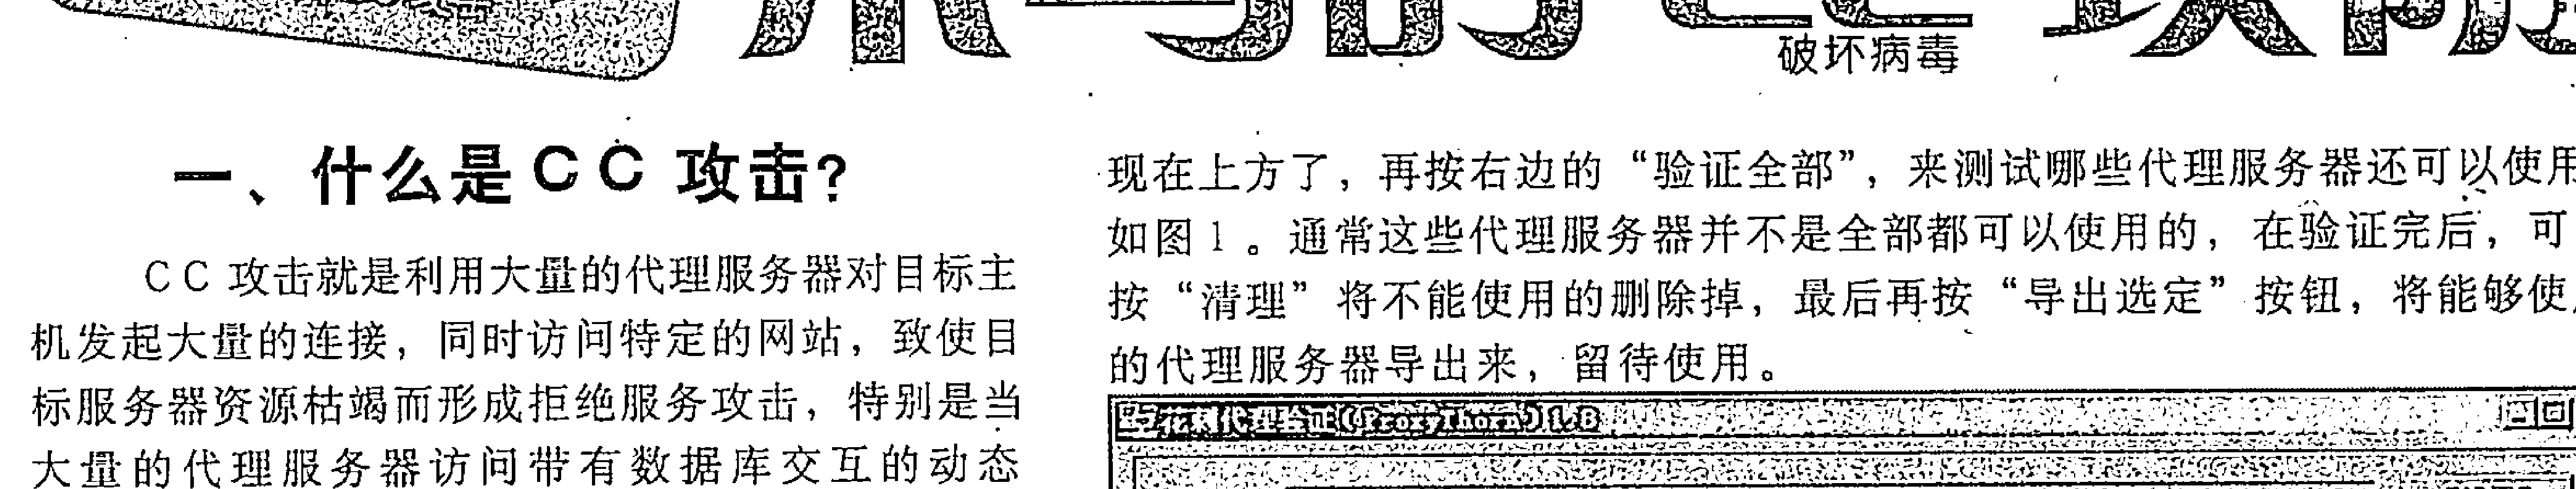 破坏病毒
一、什么是CC攻击?
CC攻击就是利用大量的代理服务器对目标主
机发起大量的连接，同时访问特定的网站，致使目
标服务器资源枯竭而形成拒绝服务攻击，特别是当
大量的代理服务器访问带有数据库交互的动态
现在上方了，再按右边的“验证全部”，来测试哪些代理服务器还可以使用
如图1。通常这些代理服务器并不是全部都可以使用的，在验证完后，可
按“清理”将不能使用的删除掉，最后再按“导出选定”按钮，将能够使
的代理服务器导出来，留待使用。
花刺代理验证(ProxyThorn)1.8